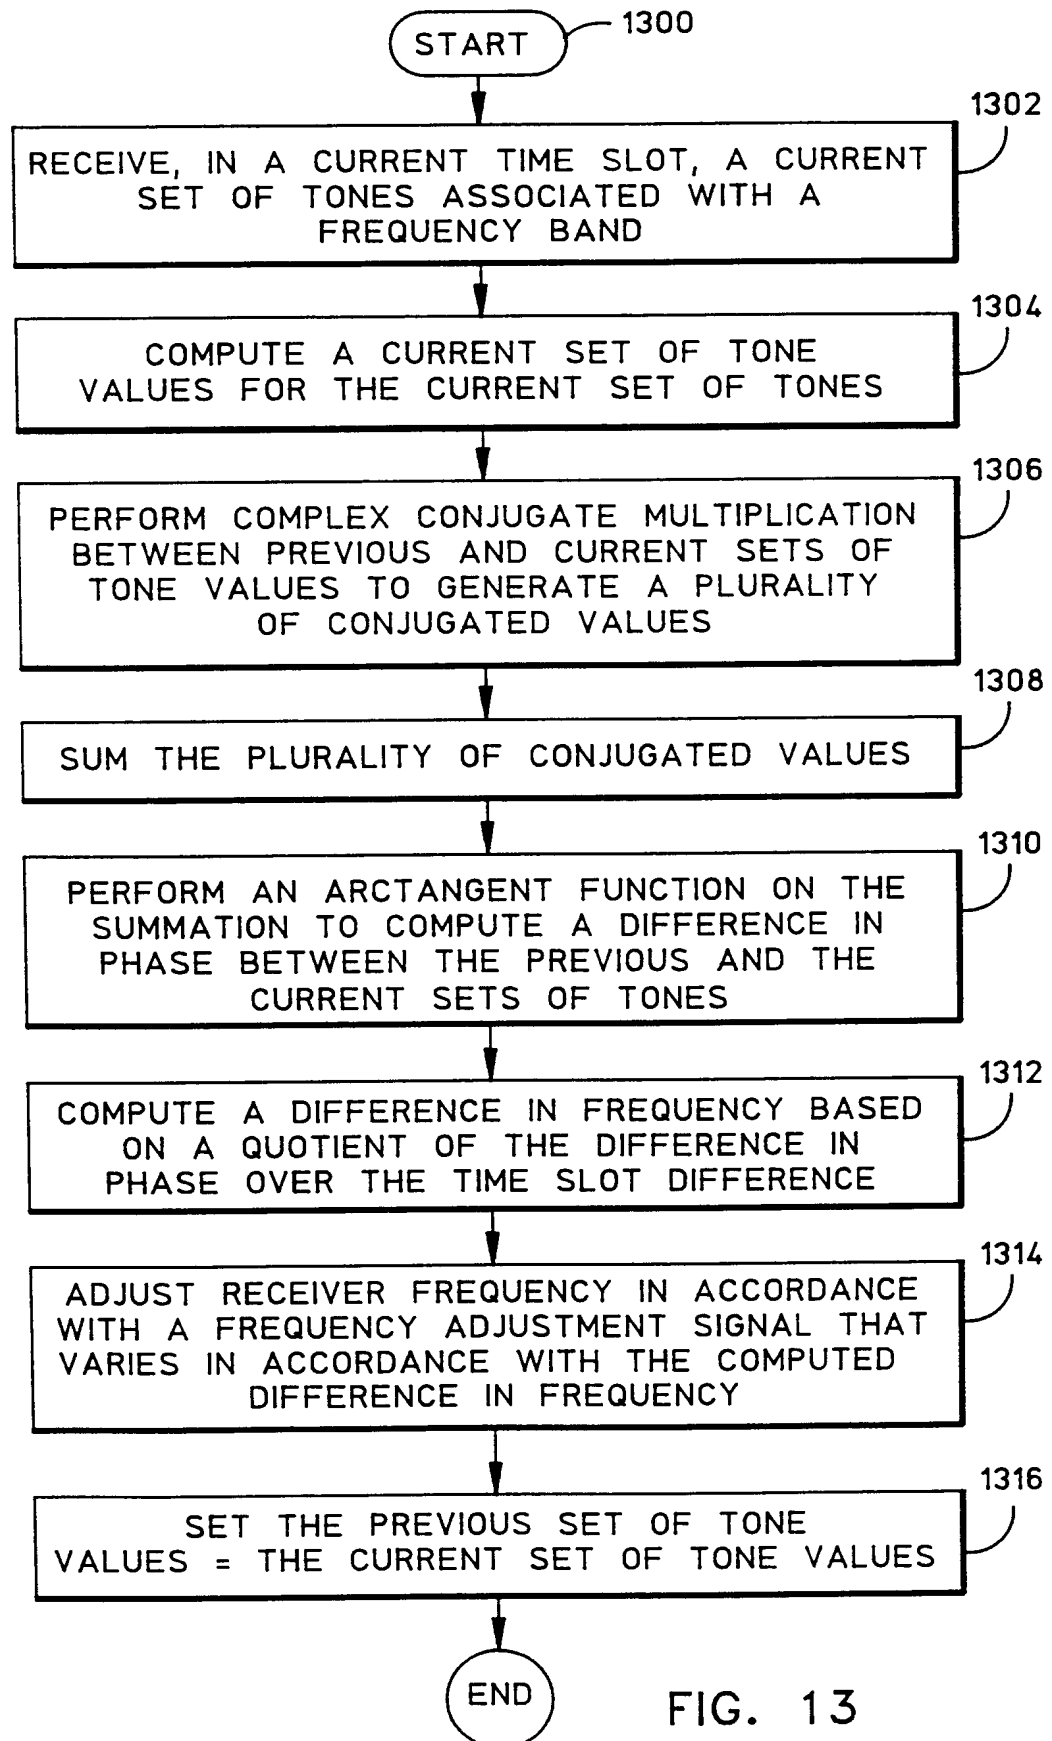 START
1300
1302
RECEIVE, IN A CURRENT TIME SLOT, A CURRENT
SET OF TONES ASSOCIATED WITH A
FREQUENCY BAND
1304
COMPUTE A CURRENT SET OF TONE
VALUES FOR THE CURRENT SET OF TONES
1306
PERFORM COMPLEX CONJUGATE MULTIPLICATION
BETWEEN PREVIOUS AND CURRENT SETS OF
TONE VALUES TO GENERATE A PLURALITY
OF CONJUGATED VALUES
1308
SUM THE PLURALITY OF CONJUGATED VALUES
1310
PERFORM AN ARCTANGENT FUNCTION ON THE
SUMMATION TO COMPUTE A DIFFERENCE IN
PHASE BETWEEN THE PREVIOUS AND THE
CURRENT SETS OF TONES
1312
COMPUTE A DIFFERENCE IN FREQUENCY BASED
ON A QUOTIENT OF THE DIFFERENCE IN
PHASE OVER THE TIME SLOT DIFFERENCE
1314
ADJUST RECEIVER FREQUENCY IN ACCORDANCE
WITH A FREQUENCY ADJUSTMENT SIGNAL THAT
VARIES IN ACCORDANCE WITH THE COMPUTED
DIFFERENCE IN FREQUENCY
1316
SET THE PREVIOUS SET OF TONE
VALUES = THE CURRENT SET OF TONE VALUES
END
FIG. 13